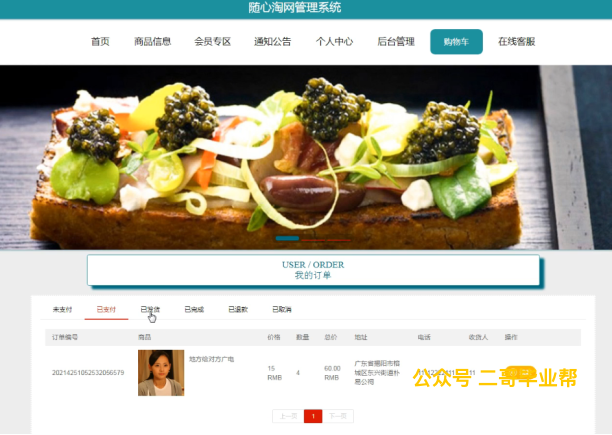 随心淘网管理系统
首页 商品信息 会员专区 通知公告 个人中心 后台管理 购物车 在线客服
USER / ORDER
我的订单
未支付 已支付 已发货 已完成 已退款 已取消
订单编号 商品 价格 数量 总价 地址 电话 收货人 操作
地方给对方广电
15
RMB
4
60.00
RMB
广东省揭阳市榕
城区东兴街道朴
易公司
上一页 1 下一页
公众号 二哥毕业帮